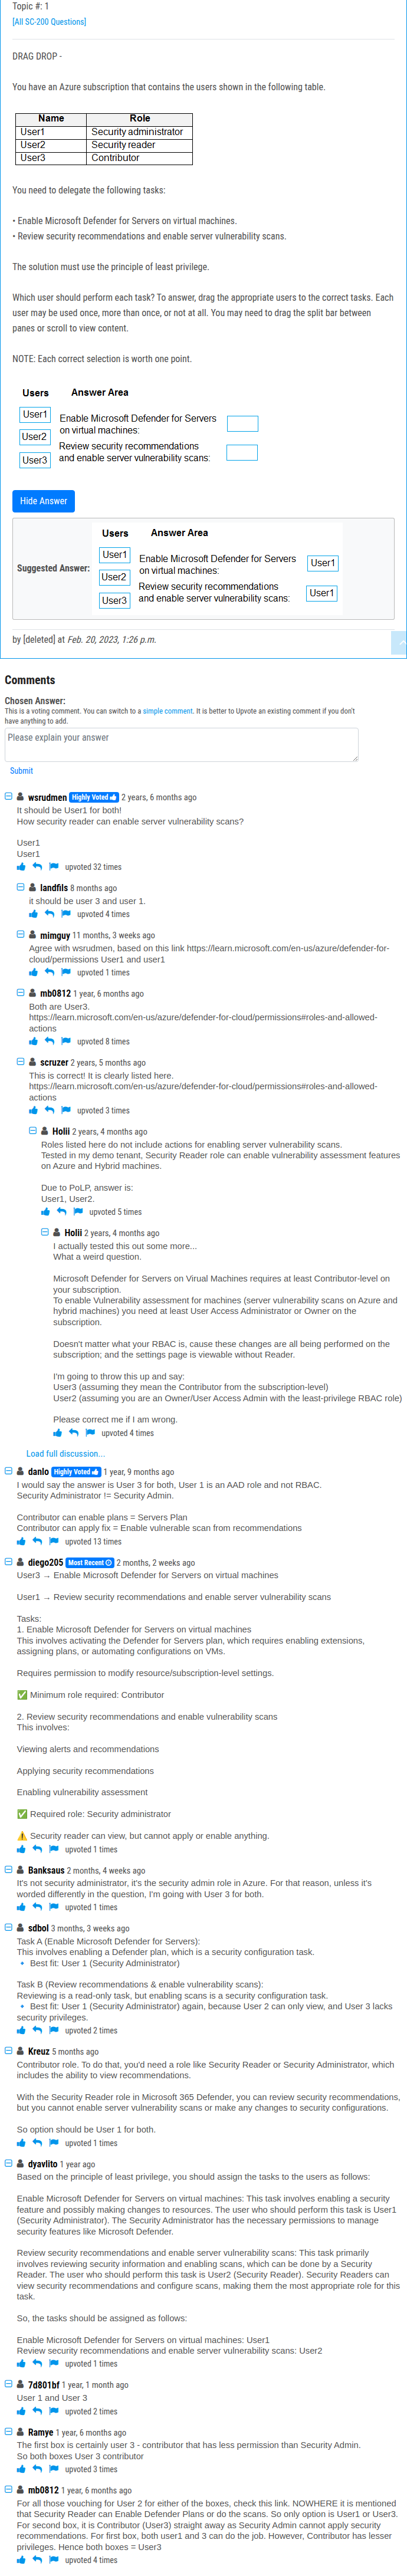 Topic #: 1
[All SC-200 Questions]
DRAG DROP -
You have an Azure subscription that contains the users shown in the following table.
Name Role
User1 Security administrator
User2 Security reader
User3 Contributor
You need to delegate the following tasks:
• Enable Microsoft Defender for Servers on virtual machines.
• Review security recommendations and enable server vulnerability scans.
The solution must use the principle of least privilege.
Which user should perform each task? To answer, drag the appropriate users to the correct tasks. Each
user may be used once, more than once, or not at all. You may need to drag the split bar between
panes or scroll to view content.
NOTE: Each correct selection is worth one point.
Users Answer Area
User1
Enable Microsoft Defender for Servers
on virtual machines:
User2
Review security recommendations
and enable server vulnerability scans:
User3
Hide Answer
Suggested Answer:
Users Answer Area
User1
Enable Microsoft Defender for Servers
on virtual machines:
User1
User2
Review security recommendations
and enable server vulnerability scans:
User1
User3
by [deleted] at Feb. 20, 2023, 1:26 p.m.
Comments
Chosen Answer:
This is a voting comment. You can switch to a simple comment. It is better to Upvote an existing comment if you don't
have anything to add.
Please explain your answer
Submit
wsrudmen Highly Voted 2 years, 6 months ago
It should be User1 for both!
How security reader can enable server vulnerability scans?
User1
User1
upvoted 32 times
landfils 8 months ago
it should be user 3 and user 1.
upvoted 4 times
mimguy 11 months, 3 weeks ago
Agree with wsrudmen, based on this link https://learn.microsoft.com/en-us/azure/defender-for-
cloud/permissions User1 and user1
upvoted 1 times
mb0812 1 year, 6 months ago
Both are User3.
https://learn.microsoft.com/en-us/azure/defender-for-cloud/permissions#roles-and-allowed-
actions
upvoted 8 times
scruzer 2 years, 5 months ago
This is correct! It is clearly listed here.
https://learn.microsoft.com/en-us/azure/defender-for-cloud/permissions#roles-and-allowed-
actions
upvoted 3 times
Holii 2 years, 4 months ago
Roles listed here do not include actions for enabling server vulnerability scans.
Tested in my demo tenant, Security Reader role can enable vulnerability assessment features
on Azure and Hybrid machines.
Due to PoLP, answer is:
User1, User2.
upvoted 5 times
Holii 2 years, 4 months ago
I actually tested this out some more...
What a weird question.
Microsoft Defender for Servers on Virual Machines requires at least Contributor-level on
your subscription.
To enable Vulnerability assessment for machines (server vulnerability scans on Azure and
hybrid machines) you need at least User Access Administrator or Owner on the
subscription.
Doesn't matter what your RBAC is, cause these changes are all being performed on the
subscription; and the settings page is viewable without Reader.
I'm going to throw this up and say:
User3 (assuming they mean the Contributor from the subscription-level)
User2 (assuming you are an Owner/User Access Admin with the least-privilege RBAC role)
Please correct me if I am wrong.
upvoted 4 times
Load full discussion...
danlo Highly Voted 1 year, 9 months ago
I would say the answer is User 3 for both, User 1 is an AAD role and not RBAC.
Security Administrator != Security Admin.
Contributor can enable plans = Servers Plan
Contributor can apply fix = Enable vulnerable scan from recommendations
upvoted 13 times
diego205 Most Recent 2 months, 2 weeks ago
User3 → Enable Microsoft Defender for Servers on virtual machines
User1 → Review security recommendations and enable server vulnerability scans
Tasks:
1. Enable Microsoft Defender for Servers on virtual machines
This involves activating the Defender for Servers plan, which requires enabling extensions,
assigning plans, or automating configurations on VMs.
Requires permission to modify resource/subscription-level settings.
✅ Minimum role required: Contributor
2. Review security recommendations and enable vulnerability scans
This involves:
Viewing alerts and recommendations
Applying security recommendations
Enabling vulnerability assessment
✅ Required role: Security administrator
⚠️ Security reader can view, but cannot apply or enable anything.
upvoted 1 times
Banksaus 2 months, 4 weeks ago
It's not security administrator, it's the security admin role in Azure. For that reason, unless it's
worded differently in the question, I'm going with User 3 for both.
upvoted 1 times
sdbol 3 months, 3 weeks ago
Task A (Enable Microsoft Defender for Servers):
This involves enabling a Defender plan, which is a security configuration task.
🔹 Best fit: User 1 (Security Administrator)
Task B (Review recommendations & enable vulnerability scans):
Reviewing is a read-only task, but enabling scans is a security configuration task.
🔹 Best fit: User 1 (Security Administrator) again, because User 2 can only view, and User 3 lacks
security privileges.
upvoted 2 times
Kreuz 5 months ago
Contributor role. To do that, you'd need a role like Security Reader or Security Administrator, which
includes the ability to view recommendations.
With the Security Reader role in Microsoft 365 Defender, you can review security recommendations,
but you cannot enable server vulnerability scans or make any changes to security configurations.
So option should be User 1 for both.
upvoted 1 times
dyavlito 1 year ago
Based on the principle of least privilege, you should assign the tasks to the users as follows:
Enable Microsoft Defender for Servers on virtual machines: This task involves enabling a security
feature and possibly making changes to resources. The user who should perform this task is User1
(Security Administrator). The Security Administrator has the necessary permissions to manage
security features like Microsoft Defender.
Review security recommendations and enable server vulnerability scans: This task primarily
involves reviewing security information and enabling scans, which can be done by a Security
Reader. The user who should perform this task is User2 (Security Reader). Security Readers can
view security recommendations and configure scans, making them the most appropriate role for this
task.
So, the tasks should be assigned as follows:
Enable Microsoft Defender for Servers on virtual machines: User1
Review security recommendations and enable server vulnerability scans: User2
upvoted 1 times
7d801bf 1 year, 1 month ago
User 1 and User 3
upvoted 2 times
Ramye 1 year, 6 months ago
The first box is certainly user 3 - contributor that has less permission than Security Admin.
So both boxes User 3 contributor
upvoted 3 times
mb0812 1 year, 6 months ago
For all those vouching for User 2 for either of the boxes, check this link. NOWHERE it is mentioned
that Security Reader can Enable Defender Plans or do the scans. So only option is User1 or User3.
For second box, it is Contributor (User3) straight away as Security Admin cannot apply security
recommendations. For first box, both user1 and 3 can do the job. However, Contributor has lesser
privileges. Hence both boxes = User3
upvoted 4 times